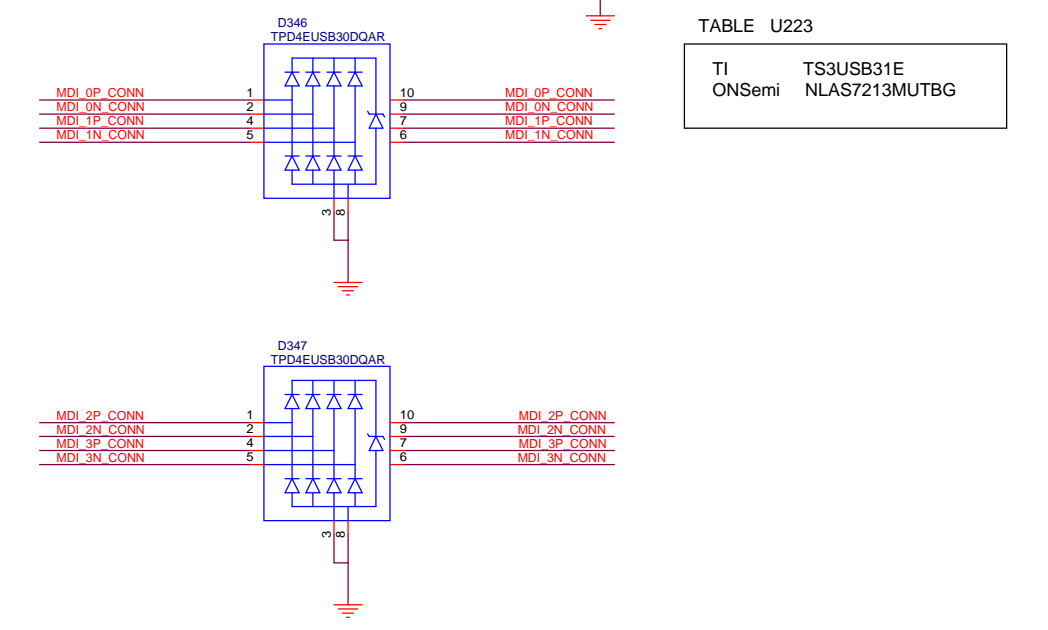 D346
TPD4EUSB30DQAR
MDI_0P_CONN 1 10 MDI_0P_CONN
MDI_0N_CONN 2 9 MDI_0N_CONN
MDI_1P_CONN 4 7 MDI_1P_CONN
MDI_1N_CONN 5 6 MDI_1N_CONN
3 8
TABLE U223
TI TS3USB31E
ONSemi NLAS7213MUTBG
D347
TPD4EUSB30DQAR
MDI_2P_CONN 1 10 MDI_2P_CONN
MDI_2N_CONN 2 9 MDI_2N_CONN
MDI_3P_CONN 4 7 MDI_3P_CONN
MDI_3N_CONN 5 6 MDI_3N_CONN
3 8